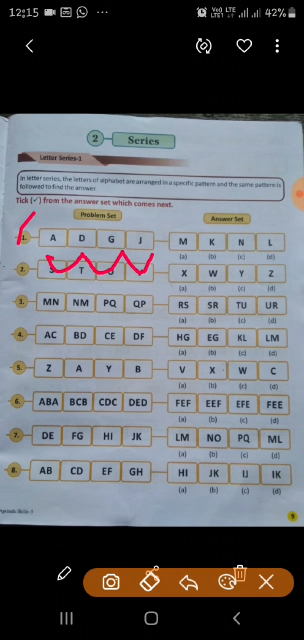 12:15 ... Vo) LTE LTE1 42%
2 Series
Letter Series-1
In letter series, the letters of alphabet are arranged in a specific pattern and the same pattern is
followed to find the answer.
Tick (✓) from the answer set which comes next.
Problem Set Answer Set
1. A D G J M K N L
(a) (b) (c) (d)
2. S T X W Y Z
(a) (b) (c) (d)
3. MN NM PQ QP RS SR TU UR
(a) (b) (c) (d)
4. AC BD CE DF HG EG KL LM
(a) (b) (c) (d)
5. Z A Y B V X W C
(a) (b) (c) (d)
6. ABA BCB CDC DED FEF EEF EFE FEE
(a) (b) (c) (d)
7. DE FG HI JK LM NO PQ ML
(a) (b) (c) (d)
8. AB CD EF GH HI JK IJ IK
(a) (b) (c) (d)
9